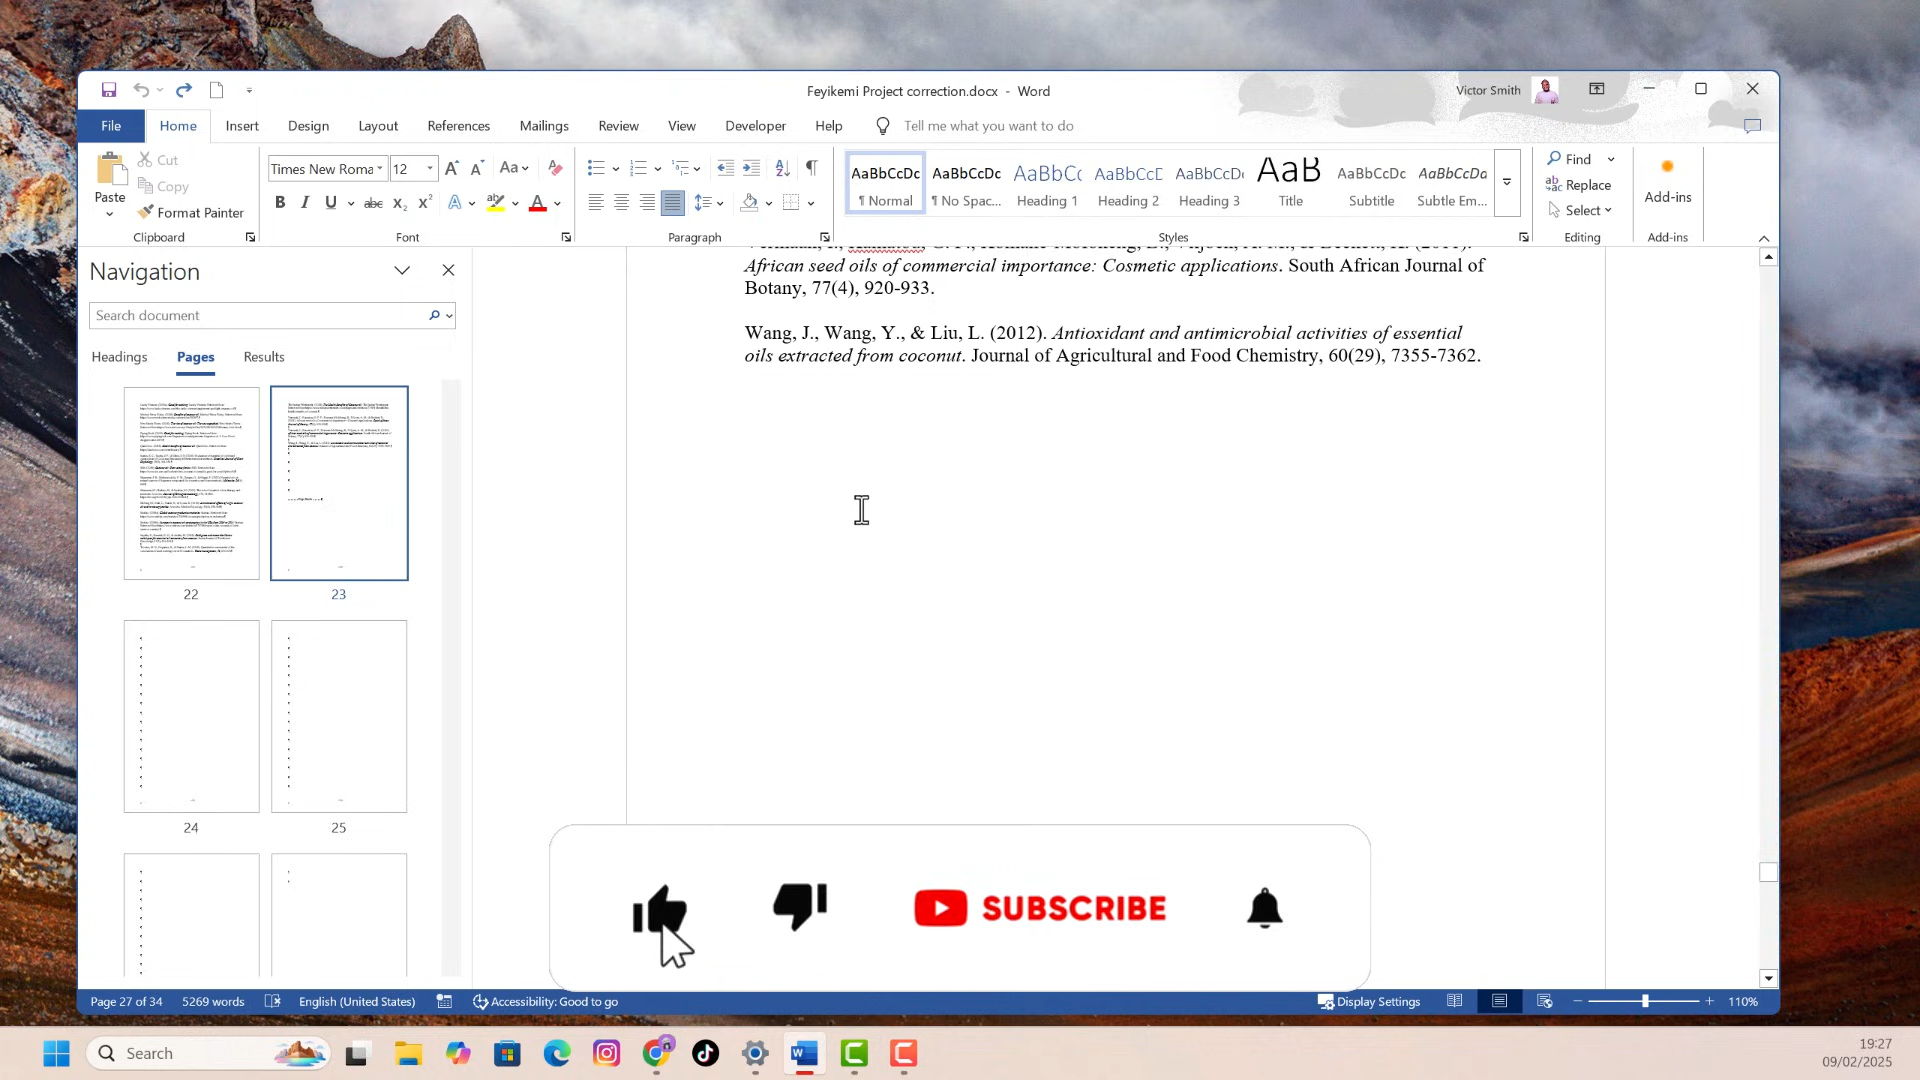 Feyikemi Project correction.docx - Word
Victor Smith
File Home Insert Design Layout References Mailings Review View Developer Help Tell me what you want to do
Paste
Cut
Copy
Format Painter
Clipboard
Times New Roma 12
Font
Paragraph
AaBbCcDc AaBbCcDc AaBbCc AaBbCcE AaBbCcD AaB AaBbCcDc AaBbCcDc
¶ Normal ¶ No Spac... Heading 1 Heading 2 Heading 3 Title Subtitle Subtle Em...
Styles
Find
Replace
Select
Editing
Add-ins
Add-ins
Navigation
Search document
Headings Pages Results
22 23
24 25
African seed oils of commercial importance: Cosmetic applications. South African Journal of
Botany, 77(4), 920-933.
Wang, J., Wang, Y., & Liu, L. (2012). Antioxidant and antimicrobial activities of essential
oils extracted from coconut. Journal of Agricultural and Food Chemistry, 60(29), 7355-7362.
SUBSCRIBE
Page 27 of 34 5269 words English (United States) Accessibility: Good to go Display Settings 110%
Search
19:27
09/02/2025